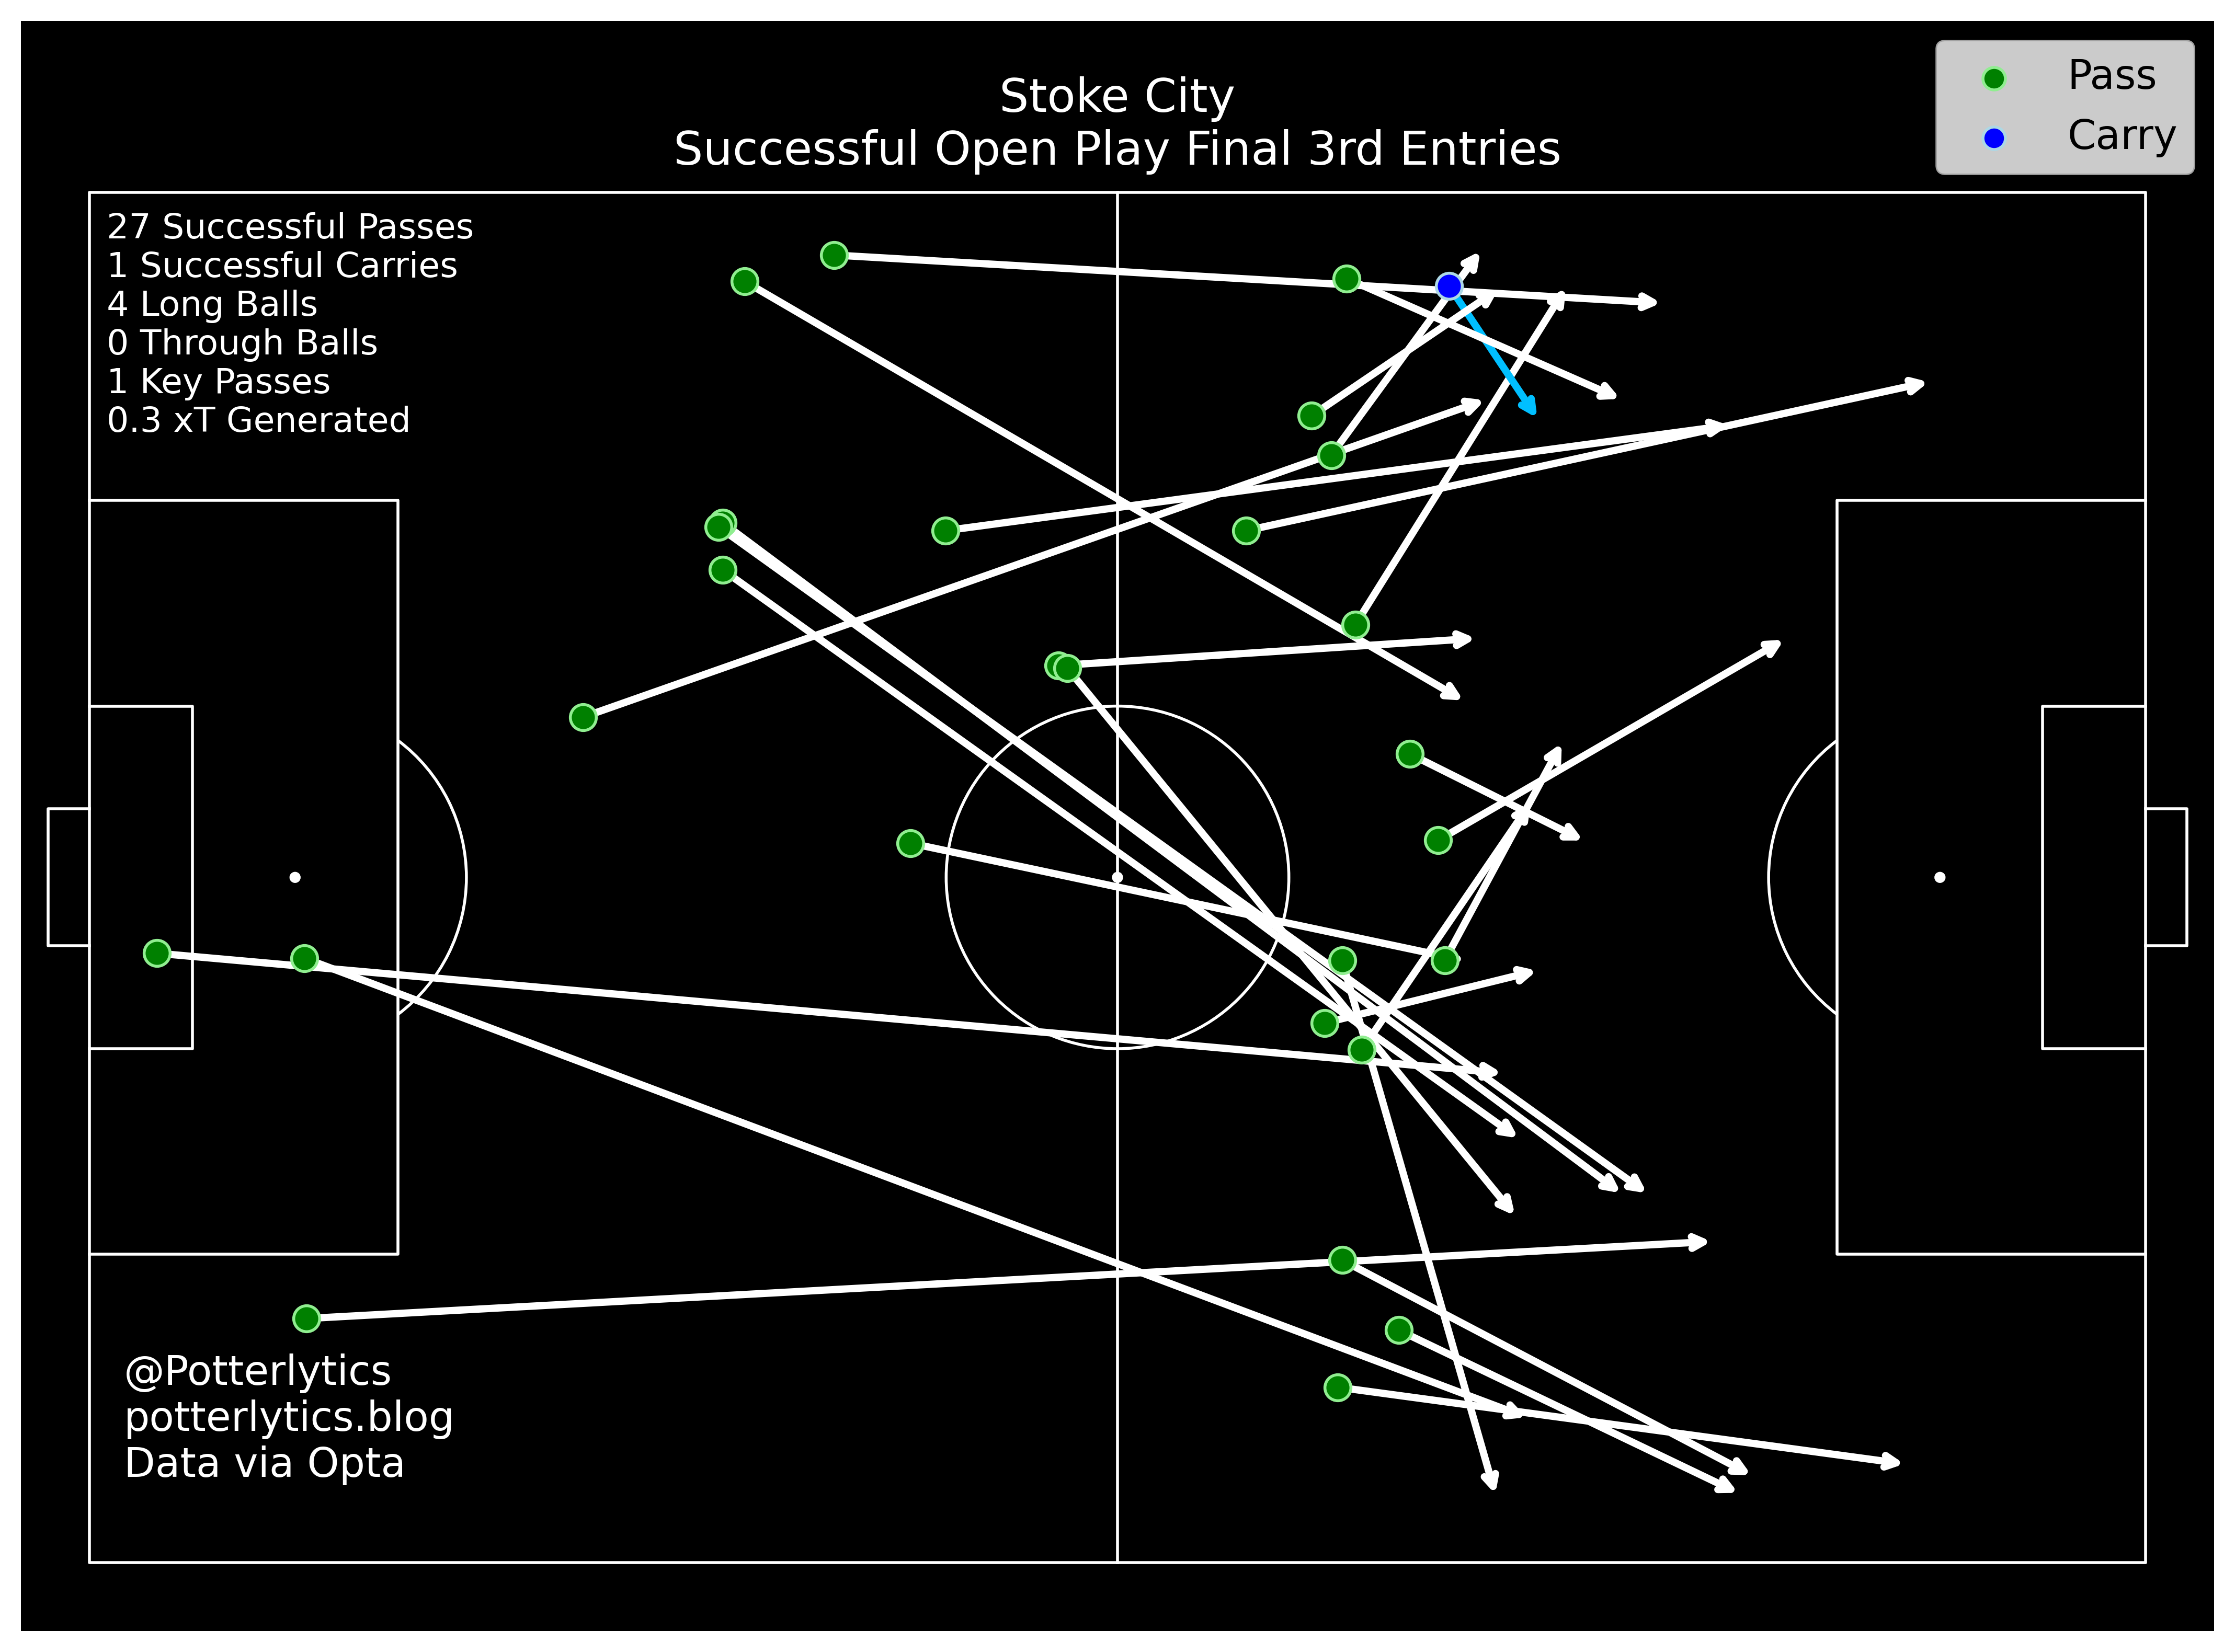 Stoke City
Successful Open Play Final 3rd Entries
Pass
Carry
27 Successful Passes
1 Successful Carries
4 Long Balls
0 Through Balls
1 Key Passes
0.3 xT Generated
@Potterlytics
potterlytics.blog
Data via Opta